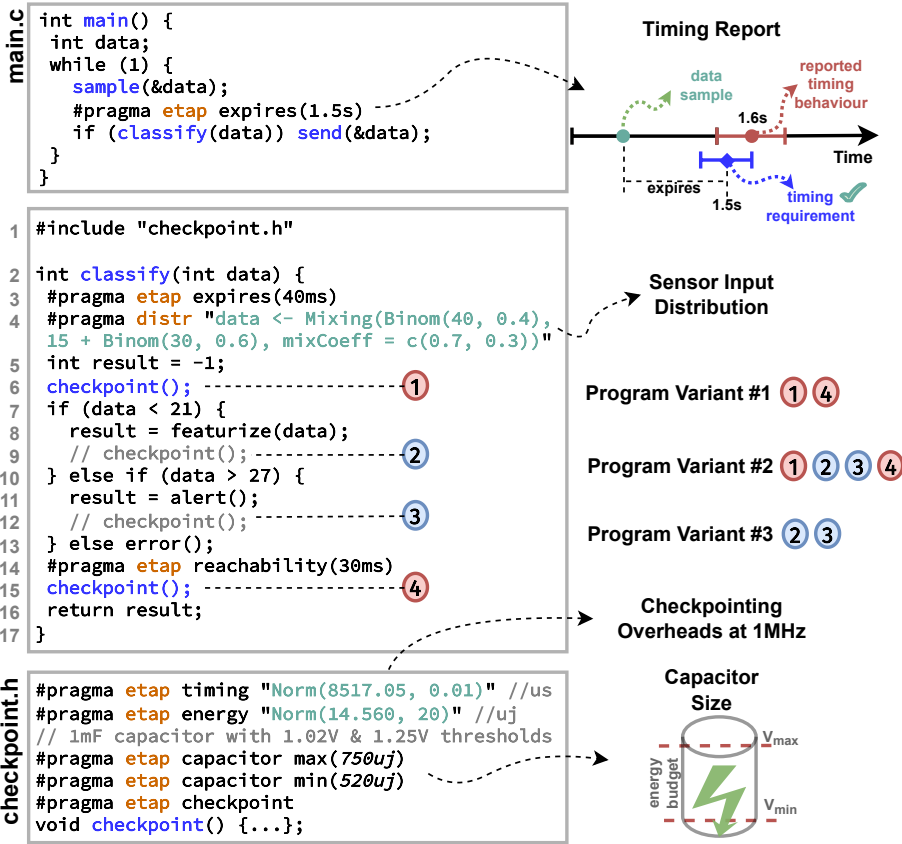 main.c
int main() {
int data;
while (1) {
sample(&data);
#pragma etap expires(1.5s)
if (classify(data)) send(&data);
}
}
Timing Report
data
sample
reported
timing
behaviour
1.6s
Time
expires
1.5s
timing
requirement
1 #include "checkpoint.h"
2 int classify(int data) {
3 #pragma etap expires(40ms)
4 #pragma distr "data <- Mixing(Binom(40, 0.4),
15 + Binom(30, 0.6), mixCoeff = c(0.7, 0.3))"
5 int result = -1;
6 checkpoint(); 1
7 if (data < 21) {
8 result = featurize(data);
9 // checkpoint(); 2
10 } else if (data > 27) {
11 result = alert();
12 // checkpoint(); 3
13 } else error();
14 #pragma etap reachability(30ms)
15 checkpoint(); 4
16 return result;
17 }
Sensor Input
Distribution
Program Variant #1 1 4
Program Variant #2 1 2 3 4
Program Variant #3 2 3
Checkpointing
Overheads at 1MHz
checkpoint.h
#pragma etap timing "Norm(8517.05, 0.01)" //us
#pragma etap energy "Norm(14.560, 20)" //uj
// 1mF capacitor with 1.02V & 1.25V thresholds
#pragma etap capacitor max(750uj)
#pragma etap capacitor min(520uj)
#pragma etap checkpoint
void checkpoint() {...};
Capacitor
Size
Vmax
energy
budget
Vmin